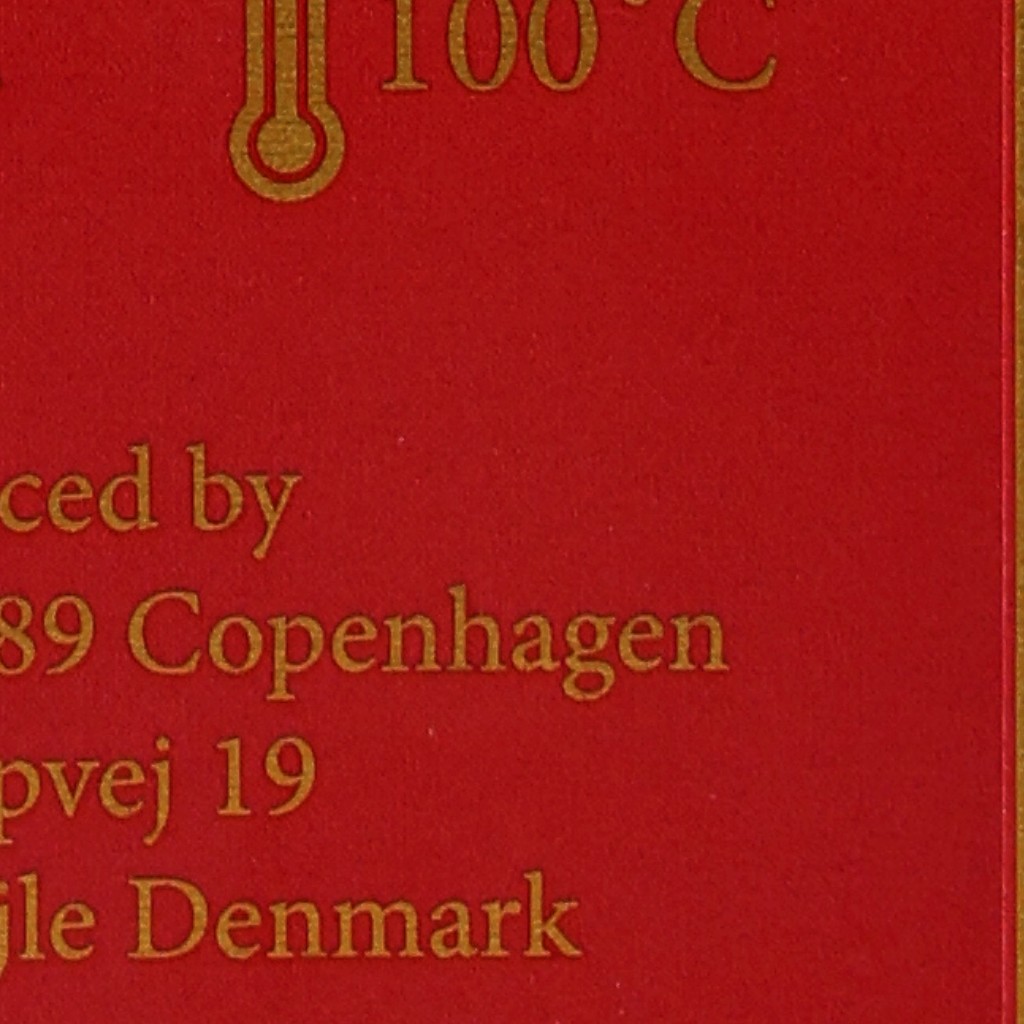 100°C
ced by
89 Copenhagen
pvej 19
jle Denmark